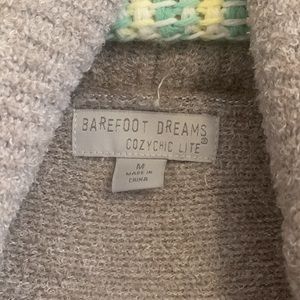 BAREFOOT DREAMS®
COZYCHIC LITE
M
MADE IN
CHINA